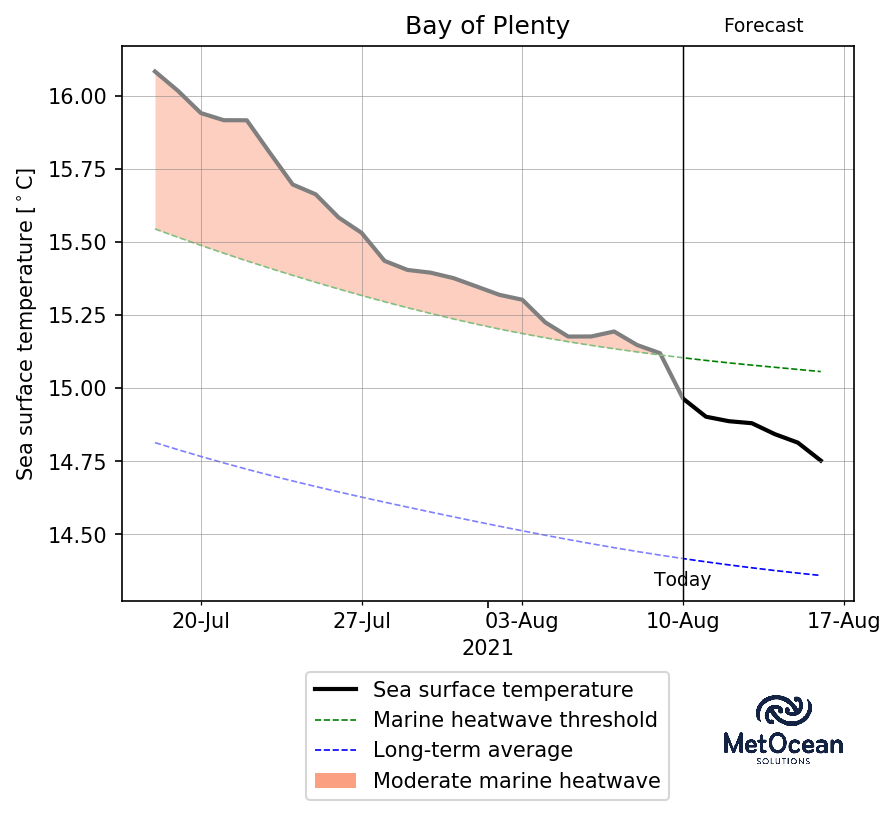 Bay of Plenty
Forecast
Sea surface temperature [°C]
16.00
15.75
15.50
15.25
15.00
14.75
14.50
Today
20-Jul 27-Jul 03-Aug 10-Aug 17-Aug
2021
Sea surface temperature
Marine heatwave threshold
Long-term average
Moderate marine heatwave
MetOcean
SOLUTIONS